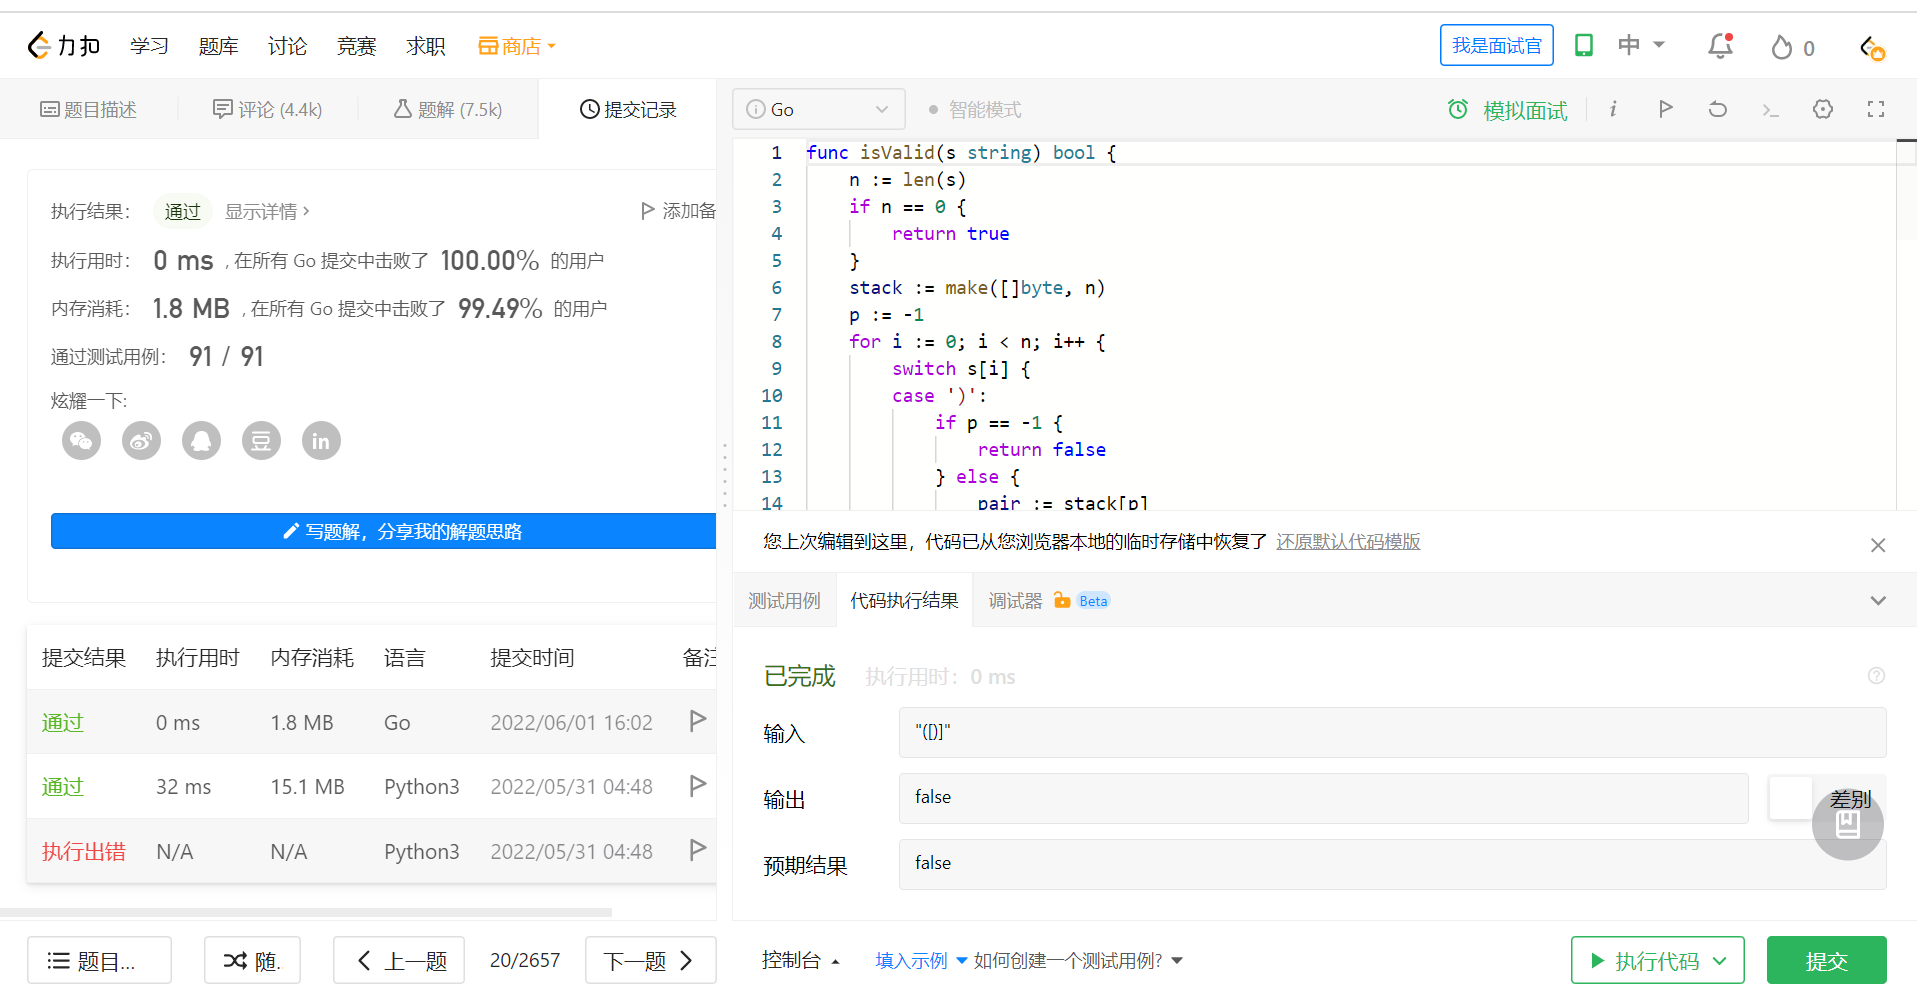 力扣 学习 题库 讨论 竞赛 求职 商店 我是面试官 中 0
题目描述 评论 (4.4k) 题解 (7.5k) 提交记录
执行结果： 通过 显示详情 › 添加备
执行用时： 0 ms , 在所有 Go 提交中击败了 100.00% 的用户
内存消耗： 1.8 MB , 在所有 Go 提交中击败了 99.49% 的用户
通过测试用例： 91 / 91
炫耀一下:
豆 in
写题解，分享我的解题思路
提交结果 执行用时 内存消耗 语言 提交时间 备注
通过 0 ms 1.8 MB Go 2022/06/01 16:02
通过 32 ms 15.1 MB Python3 2022/05/31 04:48
执行出错 N/A N/A Python3 2022/05/31 04:48
题目... 随. 上一题 20/2657 下一题
Go 智能模式 模拟面试 i
1 func isValid(s string) bool {
2 n := len(s)
3 if n == 0 {
4 return true
5 }
6 stack := make([]byte, n)
7 p := -1
8 for i := 0; i < n; i++ {
9 switch s[i] {
10 case ')':
11 if p == -1 {
12 return false
13 } else {
14 pair := stack[p]
您上次编辑到这里，代码已从您浏览器本地的临时存储中恢复了 还原默认代码模版
测试用例 代码执行结果 调试器 Beta
已完成 执行用时：0 ms
输入 "([)]"
输出 false 差别
预期结果 false
控制台 填入示例 如何创建一个测试用例? 执行代码 提交